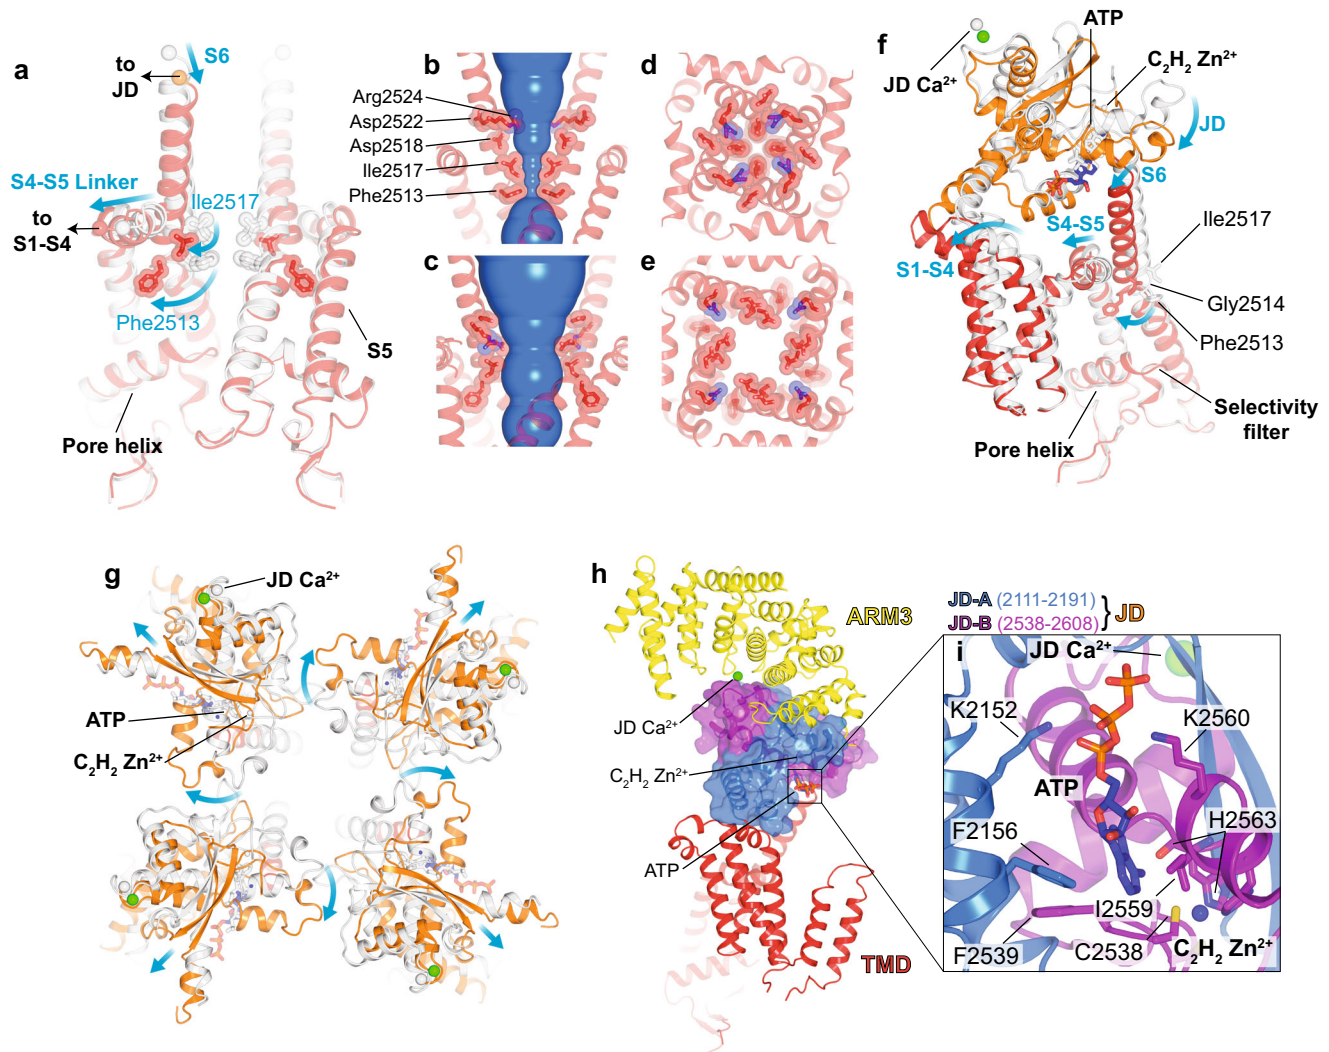 a
to
JD
S6
S4-S5 Linker
to
S1-S4
Ile2517
Phe2513
S5
Pore helix
b
Arg2524
Asp2522
Asp2518
Ile2517
Phe2513
c
d
e
f
ATP
C₂H₂ Zn²⁺
JD Ca²⁺
JD
S6
S4-S5
S1-S4
Ile2517
Gly2514
Phe2513
Selectivity
filter
Pore helix
g
JD Ca²⁺
ATP
C₂H₂ Zn²⁺
h
ARM3
JD Ca²⁺
C₂H₂ Zn²⁺
ATP
TMD
JD-A (2111-2191)
JD-B (2538-2608)
} JD
i
JD Ca²⁺
K2152
K2560
ATP
F2156
H2563
I2559
F2539
C2538
C₂H₂ Zn²⁺